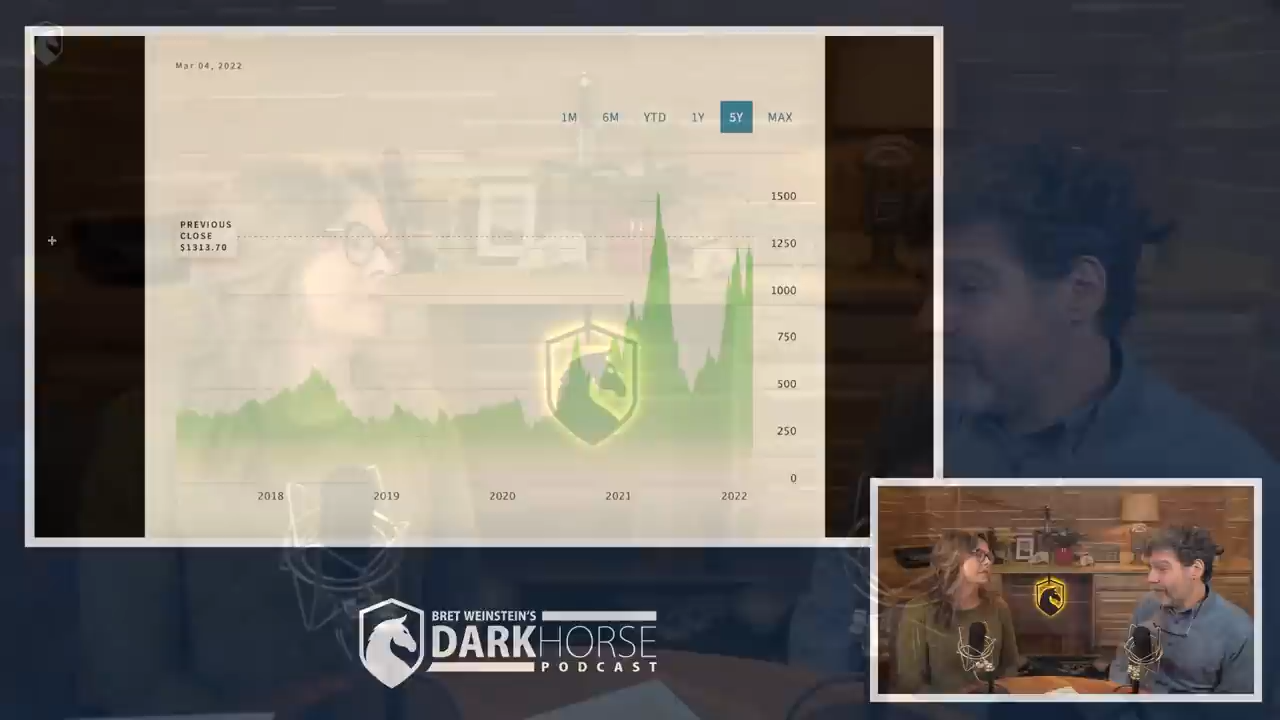 Mar 04, 2022
1M 6M YTD 1Y 5Y MAX
1500
PREVIOUS
CLOSE
$1313.70
1250
1000
750
500
250
0
2018 2019 2020 2021 2022
BRET WEINSTEIN'S
DARKHORSE
PODCAST